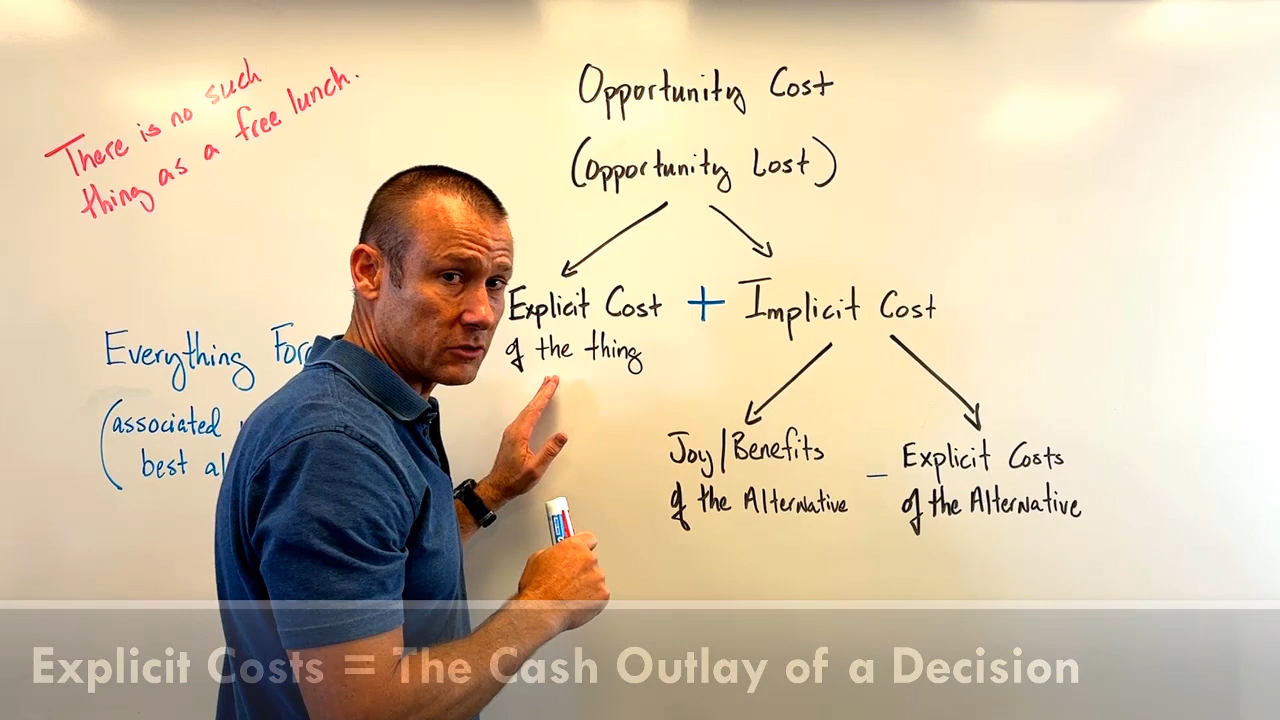 There is no such
thing as a free lunch.
Opportunity Cost
(Opportunity Lost)
Explicit Cost + Implicit Cost
of the thing
Everything
(associated
best
Joy/Benefits
of the Alternative
-
Explicit Costs
of the Alternative
Explicit Costs = The Cash Outlay of a Decision